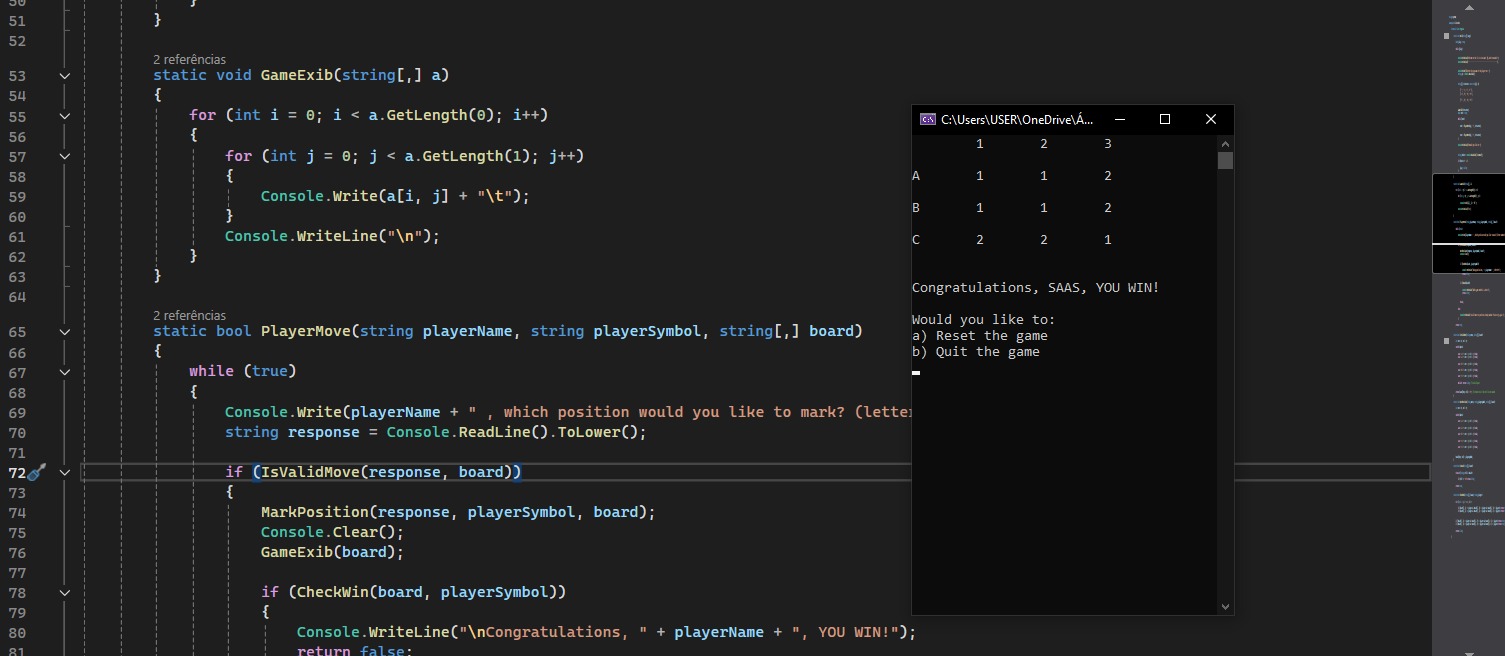 50 }
51 }
52
2 referências
53 static void GameExib(string[,] a)
54 {
55 for (int i = 0; i < a.GetLength(0); i++)
56 {
57 for (int j = 0; j < a.GetLength(1); j++)
58 {
59 Console.Write(a[i, j] + "\t");
60 }
61 Console.WriteLine("\n");
62 }
63 }
64
2 referências
65 static bool PlayerMove(string playerName, string playerSymbol, string[,] board)
66 {
67 while (true)
68 {
69 Console.Write(playerName + " , which position would you like to mark? (letter
70 string response = Console.ReadLine().ToLower();
71
72 if (IsValidMove(response, board))
73 {
74 MarkPosition(response, playerSymbol, board);
75 Console.Clear();
76 GameExib(board);
77
78 if (CheckWin(board, playerSymbol))
79 {
80 Console.WriteLine("\nCongratulations, " + playerName + ", YOU WIN!");
81 return false;
C:\Users\USER\OneDrive\Á...
1 2 3
A 1 1 2
B 1 1 2
C 2 2 1
Congratulations, SAAS, YOU WIN!
Would you like to:
a) Reset the game
b) Quit the game